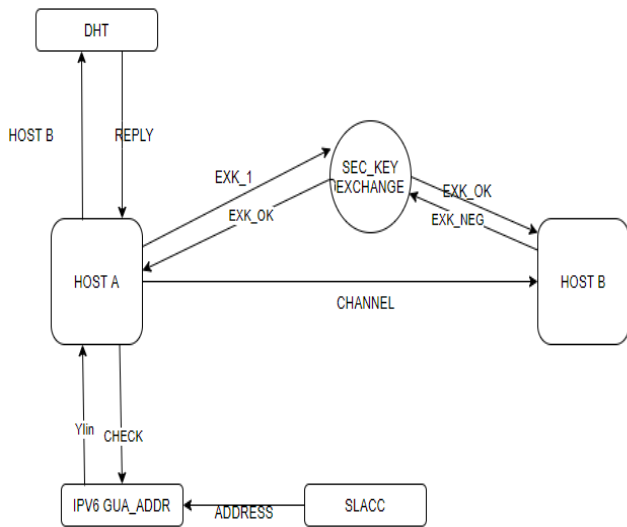 DHT
HOST B
REPLY
SEC_KEY
EXCHANGE
EXK_1
EXK_OK
EXK_OK
EXK_NEG
HOST A
HOST B
CHANNEL
Ylin
CHECK
IPV6 GUA_ADDR
ADDRESS
SLACC